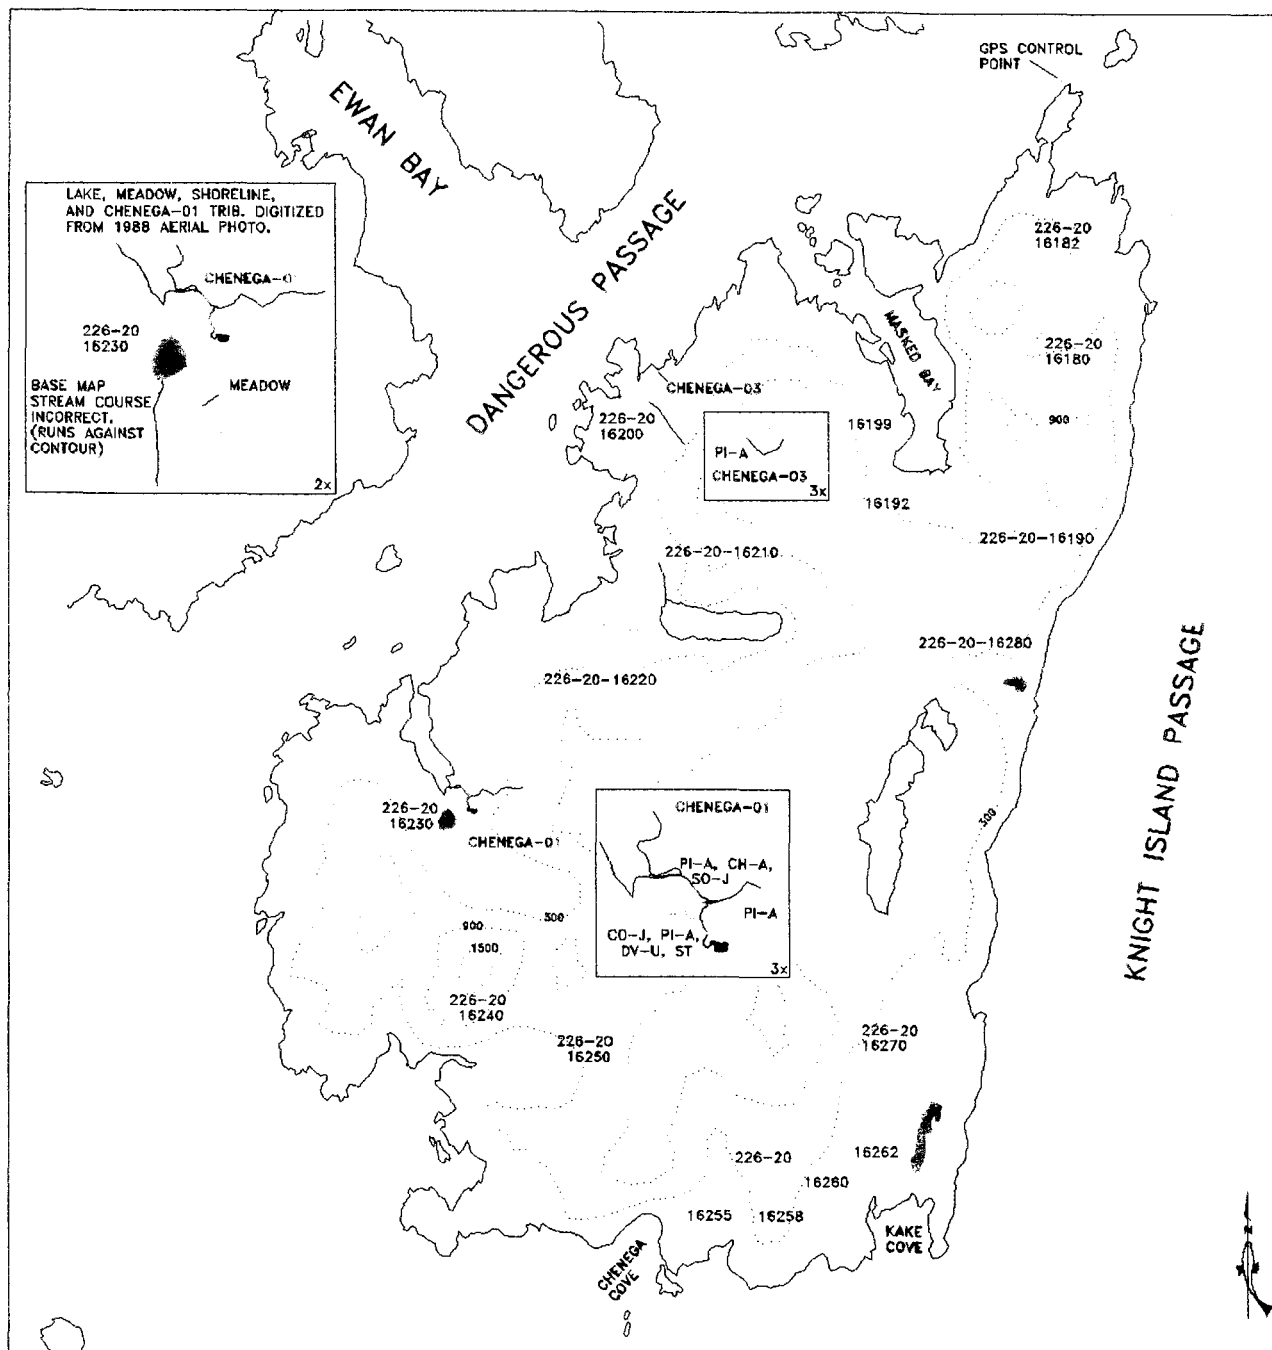 GPS CONTROL
POINT
EWAN BAY
LAKE, MEADOW, SHORELINE,
AND CHENEGA-01 TRIB. DIGITIZED
FROM 1988 AERIAL PHOTO.
CHENEGA-0
226-20
16230
BASE MAP
STREAM COURSE
INCORRECT.
(RUNS AGAINST
CONTOUR)
MEADOW
2x
DANGEROUS PASSAGE
226-20
16182
MASKED BAY
226-20
16180
CHENEGA-03
226-20
16200
900
16199
PI-A
CHENEGA-03
3x
16192
226-20-16190
226-20-16210
226-20-16280
226-20-16220
KNIGHT ISLAND PASSAGE
226-20
16230
CHENEGA-01
500
CHENEGA-01
PI-A, CH-A,
SO-J
PI-A
CO-J, PI-A,
DV-U, ST
3x
500
900
1500
226-20
16240
226-20
16250
226-20
16270
226-20
16262
16260
16255
16258
KAKE
COVE
CHENEGA
COVE